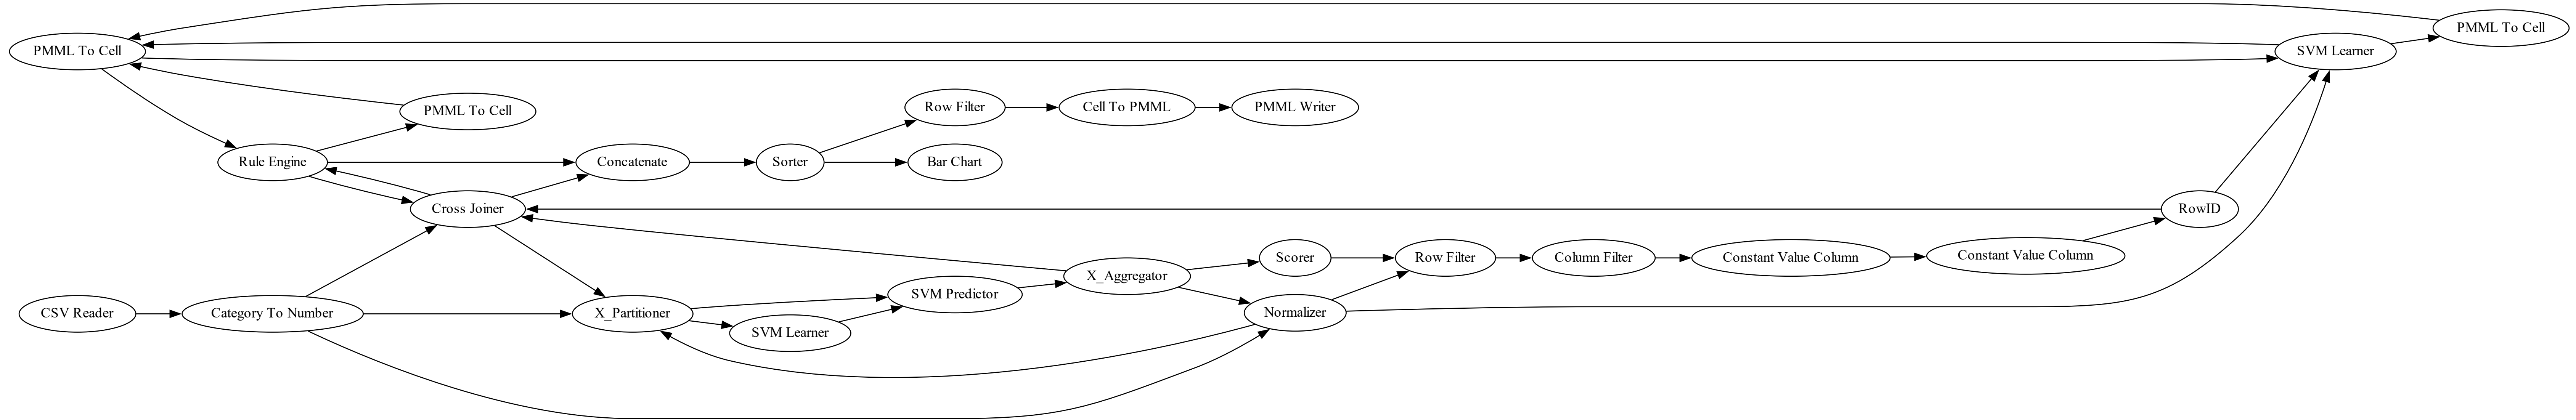 PMML To Cell
PMML To Cell
SVM Learner
PMML To Cell
Row Filter
Cell To PMML
PMML Writer
Rule Engine
Concatenate
Sorter
Bar Chart
Cross Joiner
RowID
X_Aggregator
Scorer
Row Filter
Column Filter
Constant Value Column
Constant Value Column
CSV Reader
Category To Number
X_Partitioner
SVM Predictor
SVM Learner
Normalizer